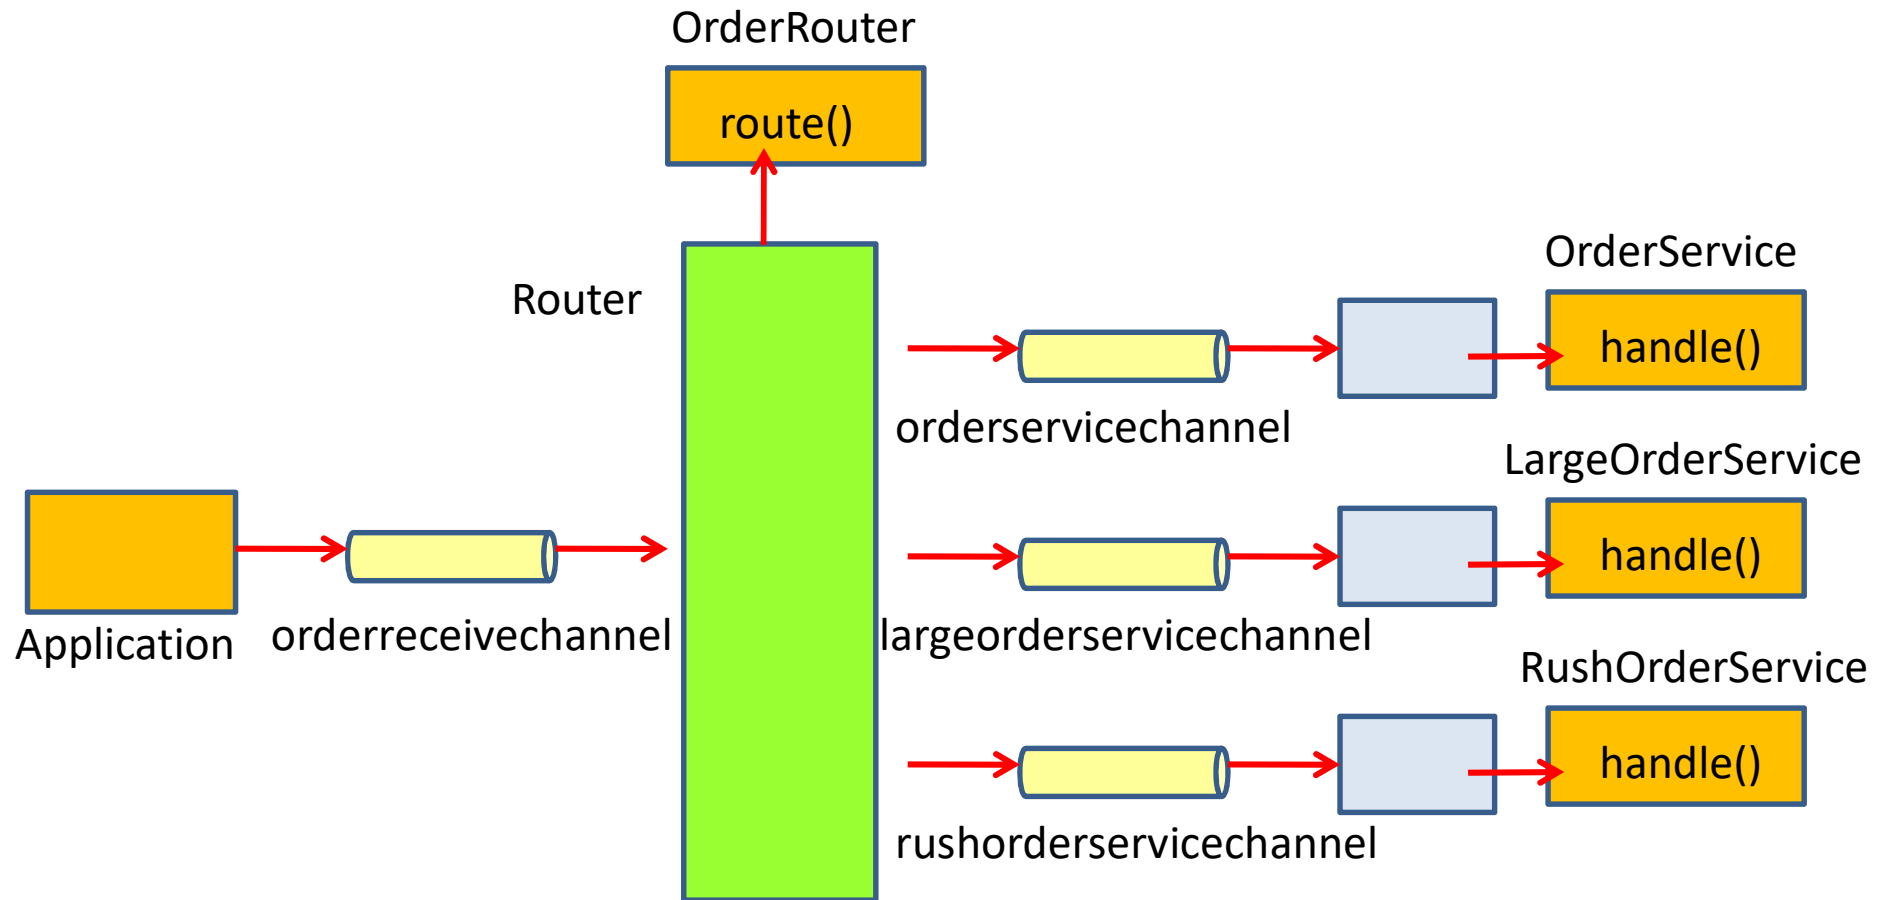 OrderRouter
route()
Router
OrderService
handle()
orderservicechannel
LargeOrderService
handle()
Application
orderreceivechannel
largeorderservicechannel
RushOrderService
handle()
rushorderservicechannel